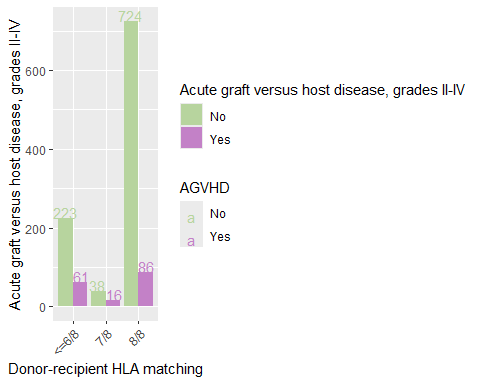 Acute graft versus host disease, grades II-IV
600
400
200
0
724
223
61
38
16
86
<=6/8
7/8
8/8
Donor-recipient HLA matching
Acute graft versus host disease, grades II-IV
No
Yes
AGVHD
a No
a Yes